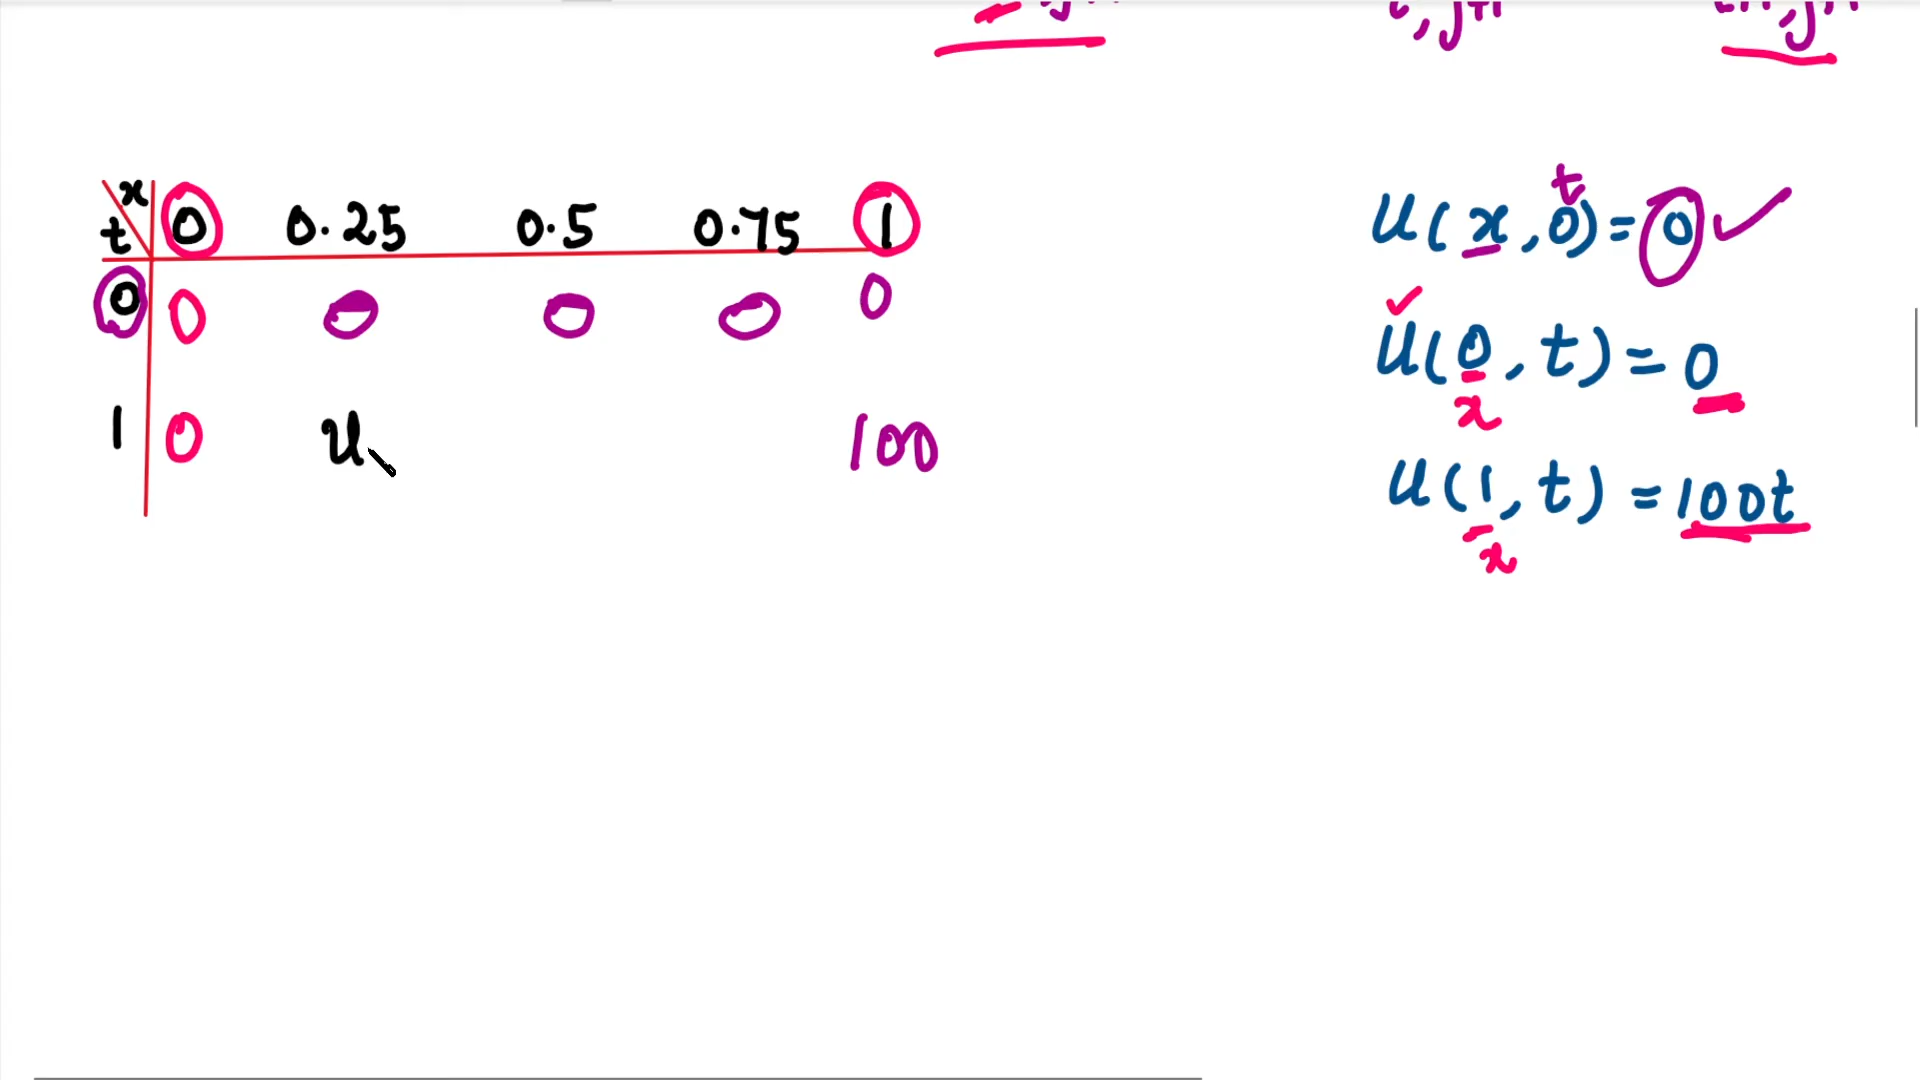 i,j+1
x 0 0.25 0.5 0.75 1
t
0 0 0 0 0 0
1 0 u 100
t
u(x,0)=0 ✓
✓
u(0,t)=0
x
u(1,t)=100t
x